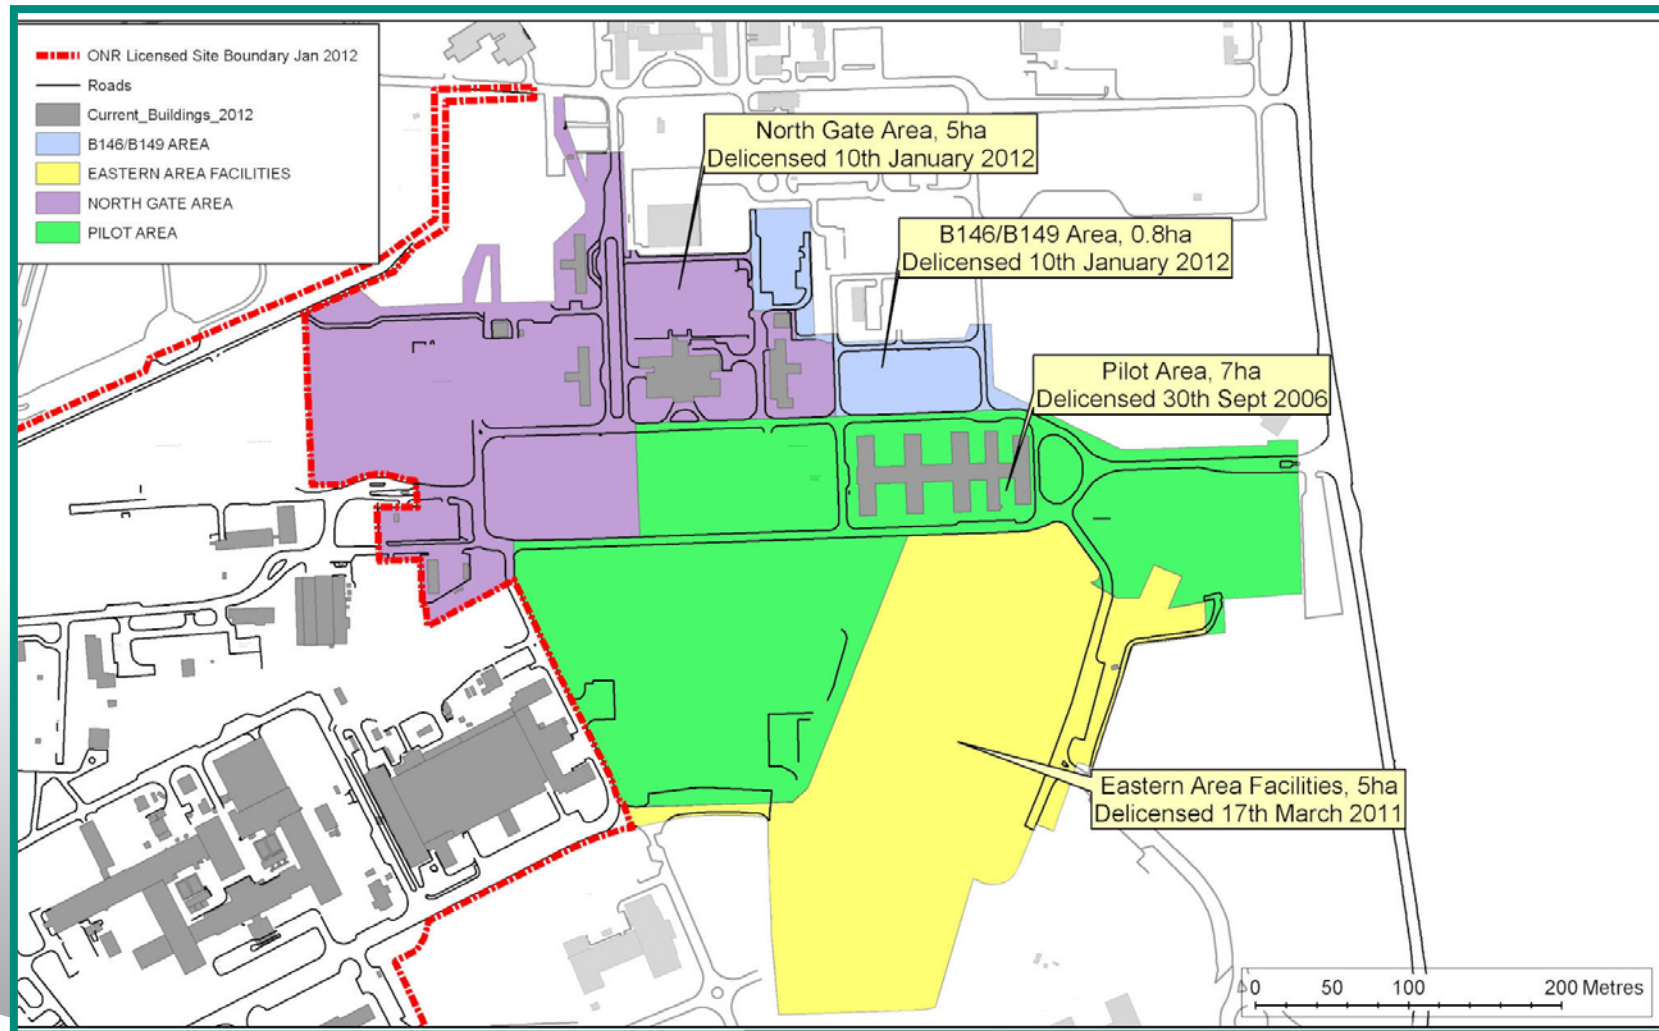 ONR Licensed Site Boundary Jan 2012
Roads
Current_Buildings_2012
B146/B149 AREA
EASTERN AREA FACILITIES
NORTH GATE AREA
PILOT AREA
North Gate Area, 5ha
Delicensed 10th January 2012
B146/B149 Area, 0.8ha
Delicensed 10th January 2012
Pilot Area, 7ha
Delicensed 30th Sept 2006
Eastern Area Facilities, 5ha
Delicensed 17th March 2011
0 50 100 200 Metres